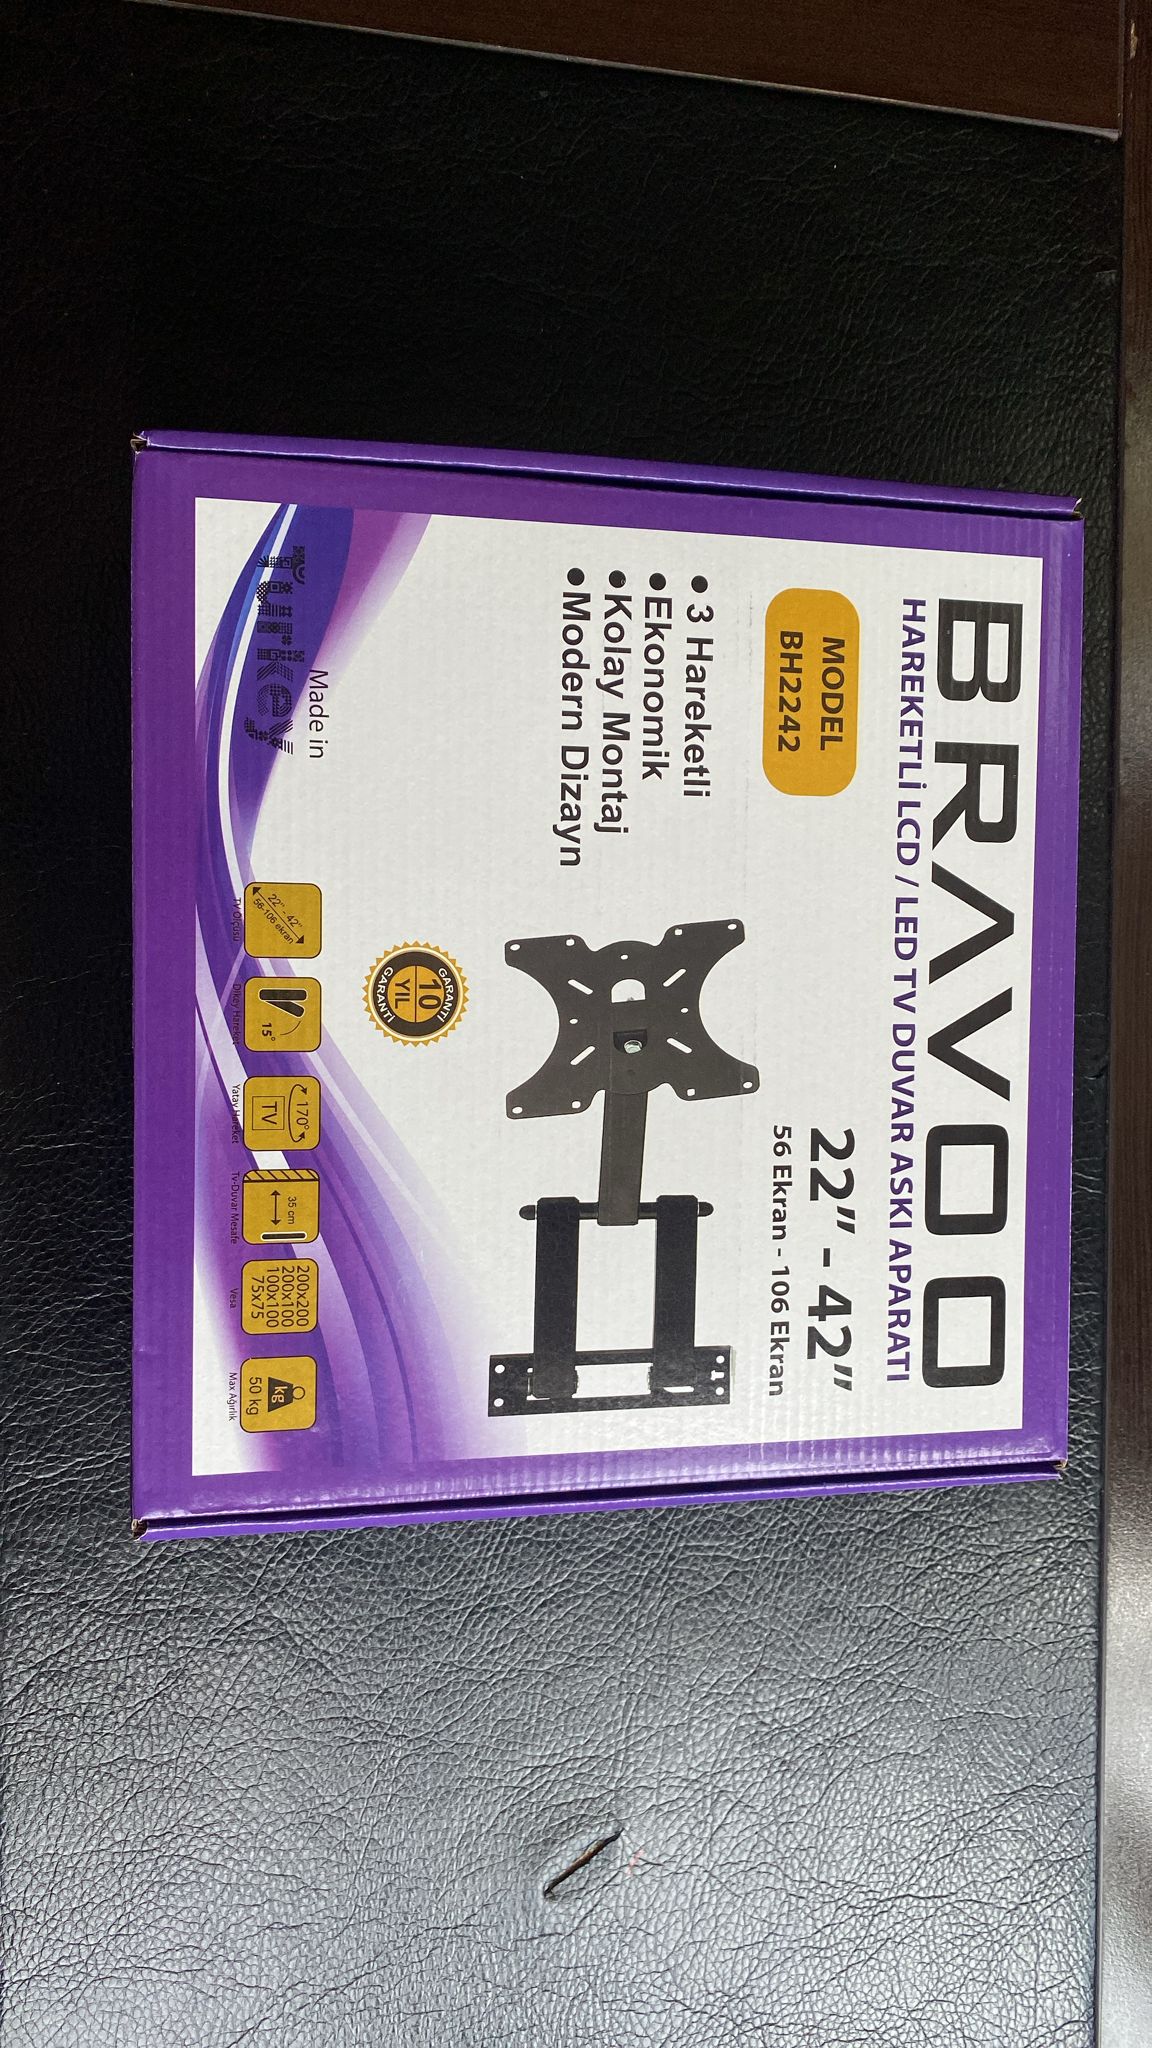 BRAVOO
HAREKETLİ LCD / LED TV DUVAR ASKI APARATI
MODEL
BH2242
22" - 42"
56 Ekran - 106 Ekran
• 3 Hareketli
• Ekonomik
• Kolay Montaj
• Modern Dizayn
GARANTİ
10
YIL
GARANTİ
Made in
Turkey
22" - 42"
56-106 ekran
Tv Ölçüsü
15°
Dikey Hareket
170°
TV
Yatay Hareket
35 cm
Tv-Duvar Mesafe
200x200
200x100
100x100
75x75
Vesa
kg
50 kg
Max Ağırlık